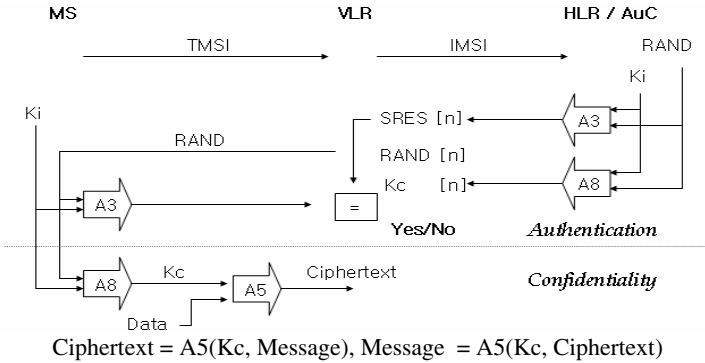 MS VLR HLR / AuC
TMSI IMSI RAND
Ki
Ki
SRES [n] A3
RAND
RAND [n]
Kc [n] A8
A3 =
Yes/No Authentication
Kc Ciphertext Confidentiality
A8 A5
Data
Ciphertext = A5(Kc, Message), Message = A5(Kc, Ciphertext)